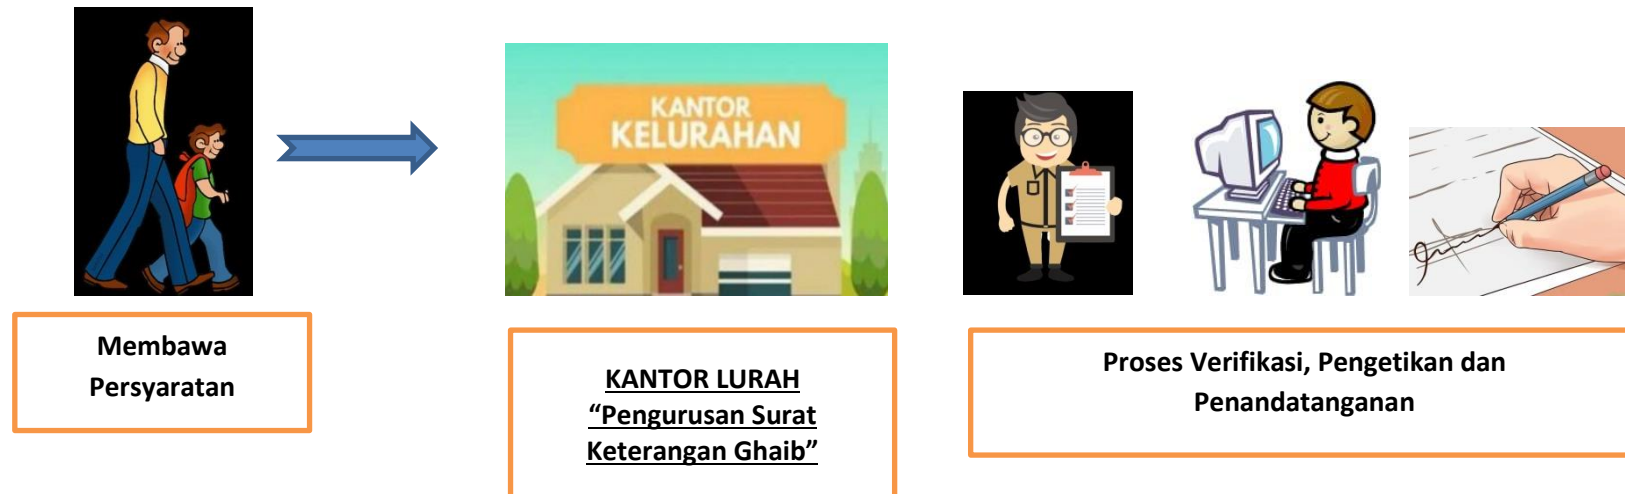 KANTOR
KELURAHAN
Membawa
Persyaratan
KANTOR LURAH
“Pengurusan Surat
Keterangan Ghaib”
Proses Verifikasi, Pengetikan dan
Penandatanganan